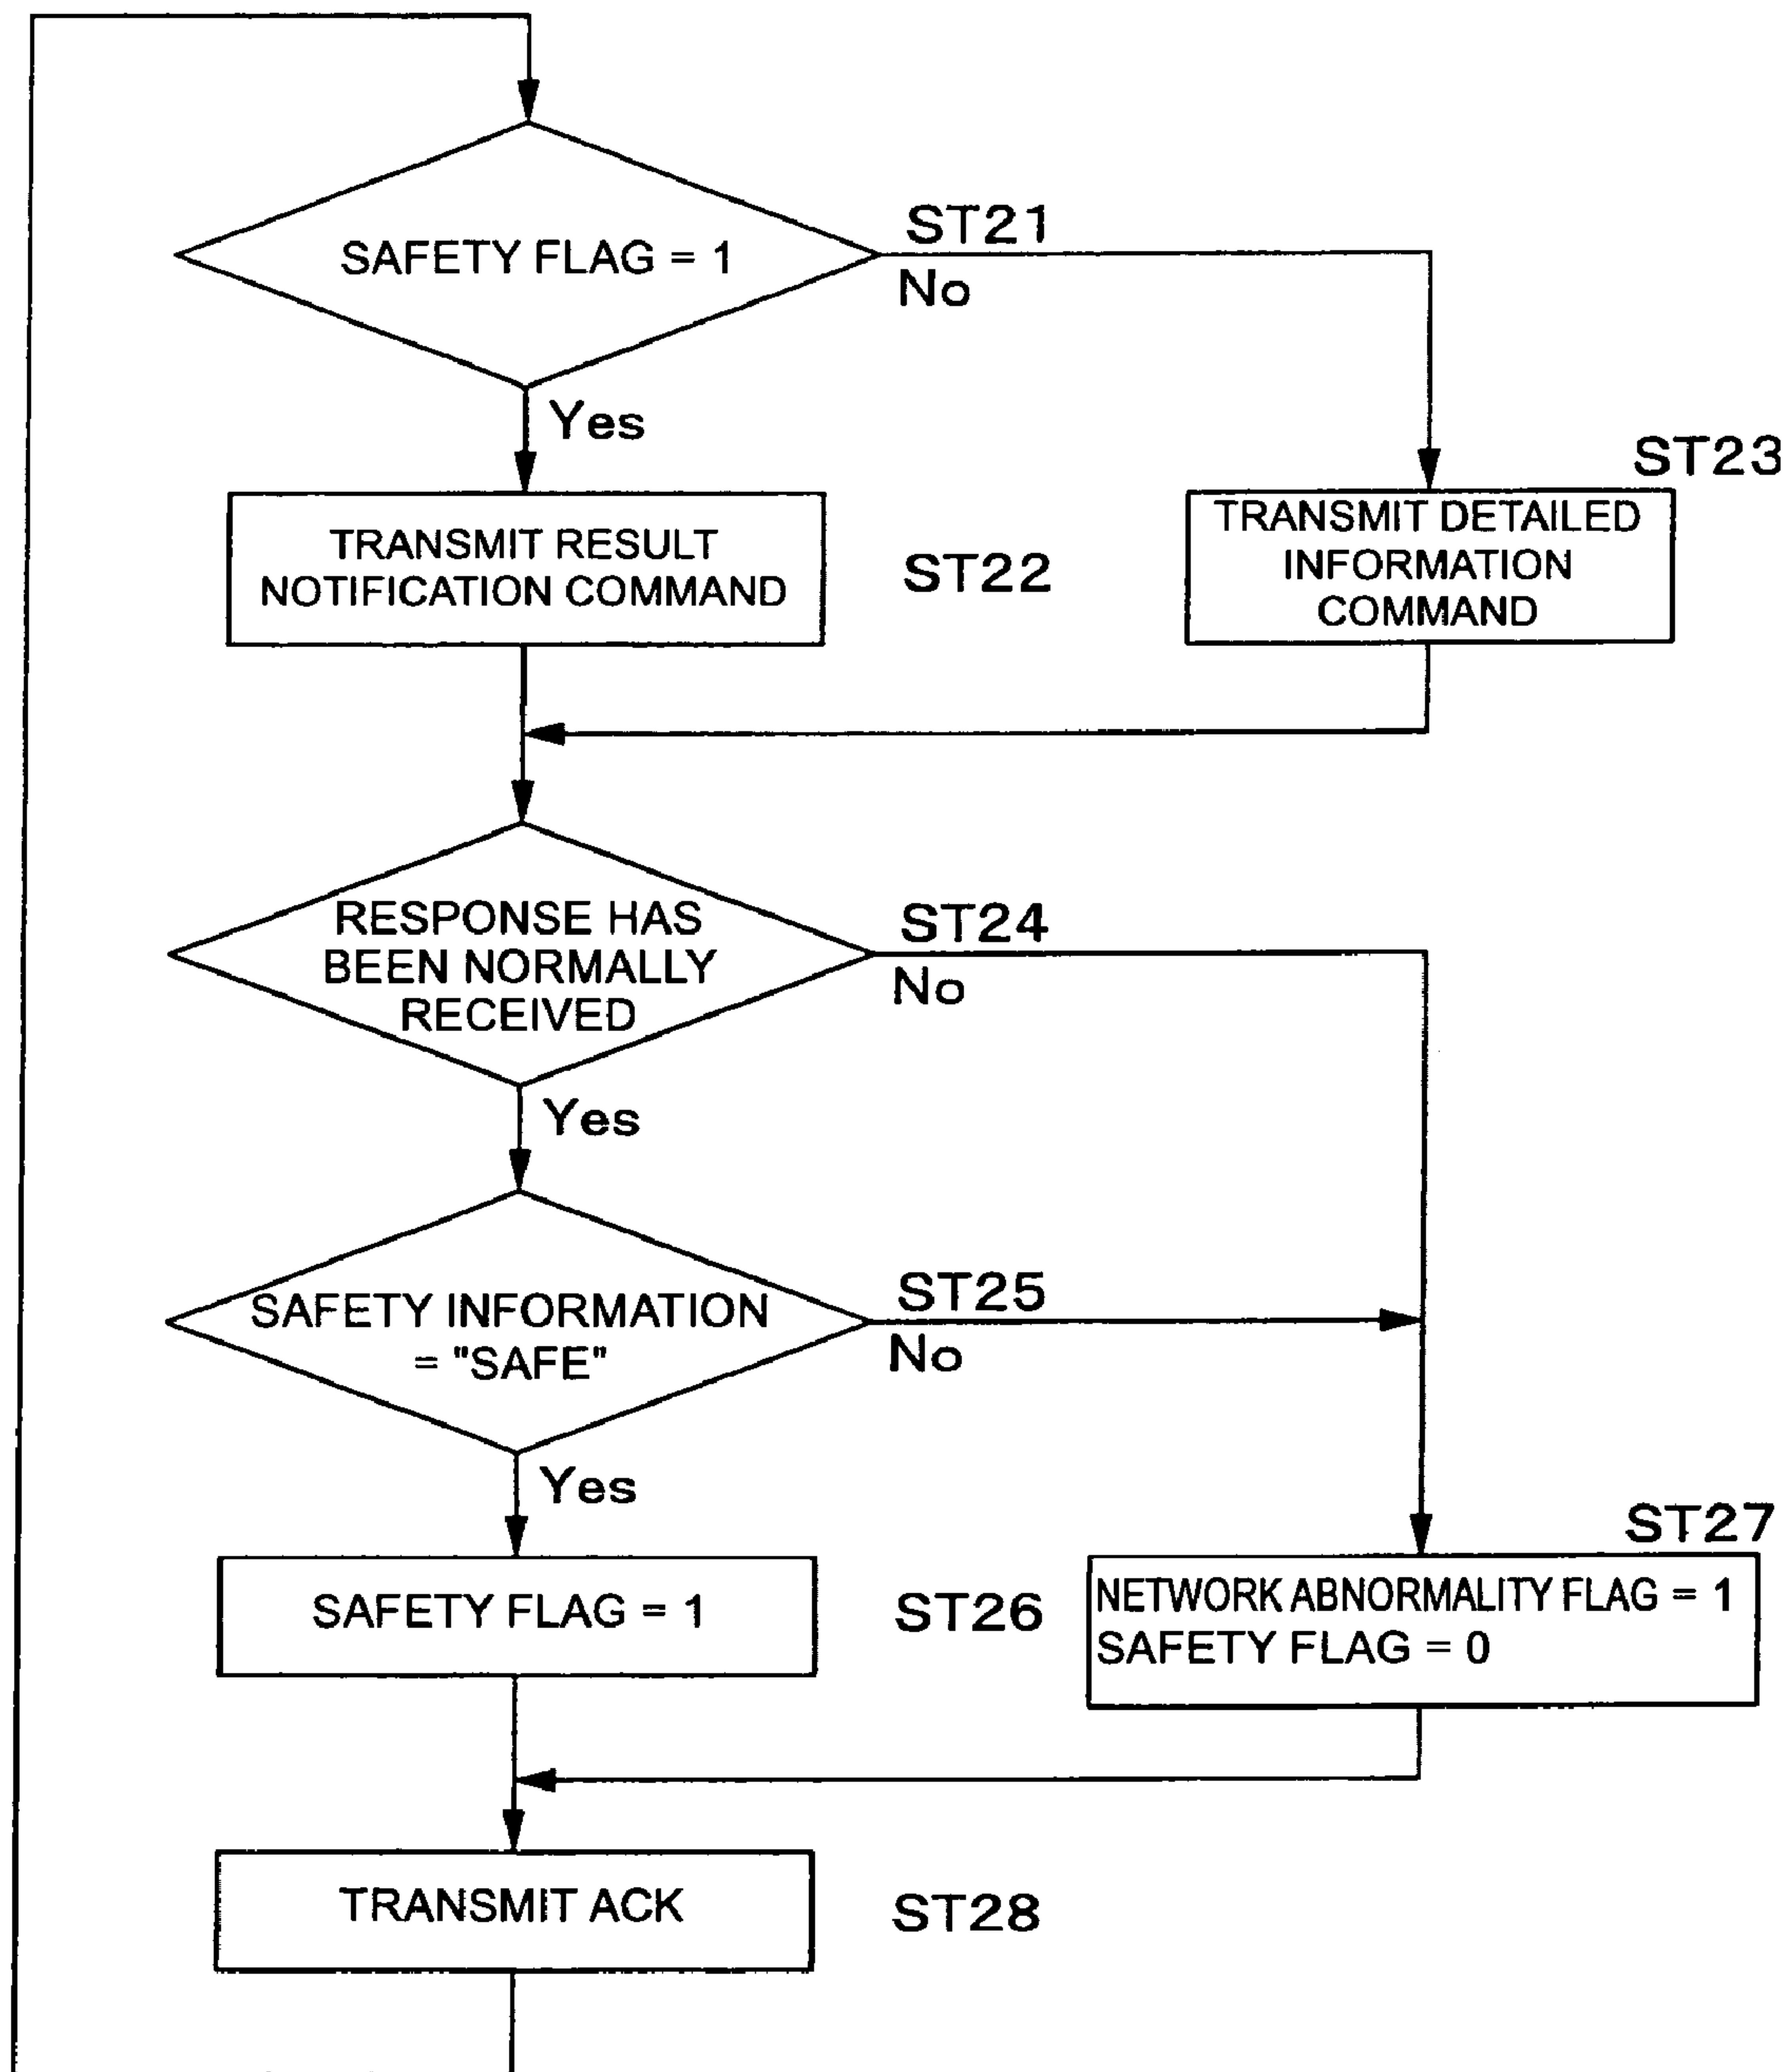 SAFETY FLAG = 1
ST21
No
Yes
TRANSMIT RESULT
NOTIFICATION COMMAND
ST22
ST23
TRANSMIT DETAILED
INFORMATION
COMMAND
RESPONSE HAS
BEEN NORMALLY
RECEIVED
ST24
No
Yes
SAFETY INFORMATION
= "SAFE"
ST25
No
Yes
SAFETY FLAG = 1
ST26
ST27
NETWORK ABNORMALITY FLAG = 1
SAFETY FLAG = 0
TRANSMIT ACK
ST28